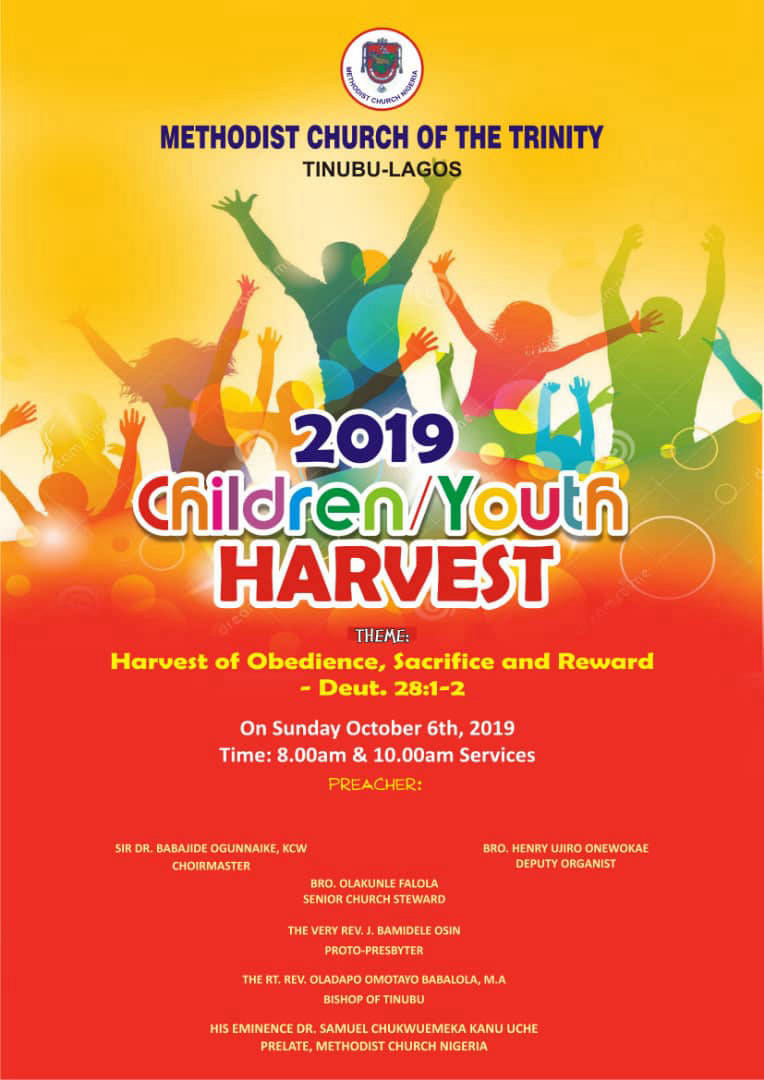 METHODIST CHURCH NIGERIA
METHODIST CHURCH OF THE TRINITY
TINUBU-LAGOS
2019
Children/Youth
HARVEST
THEME:
Harvest of Obedience, Sacrifice and Reward
- Deut. 28:1-2
On Sunday October 6th, 2019
Time: 8.00am & 10.00am Services
PREACHER:
SIR DR. BABAJIDE OGUNNAIKE, KCW
CHOIRMASTER
BRO. HENRY UJIRO ONEWOKAE
DEPUTY ORGANIST
BRO. OLAKUNLE FALOLA
SENIOR CHURCH STEWARD
THE VERY REV. J. BAMIDELE OSIN
PROTO-PRESBYTER
THE RT. REV. OLADAPO OMOTAYO BABALOLA, M.A
BISHOP OF TINUBU
HIS EMINENCE DR. SAMUEL CHUKWUEMEKA KANU UCHE
PRELATE, METHODIST CHURCH NIGERIA